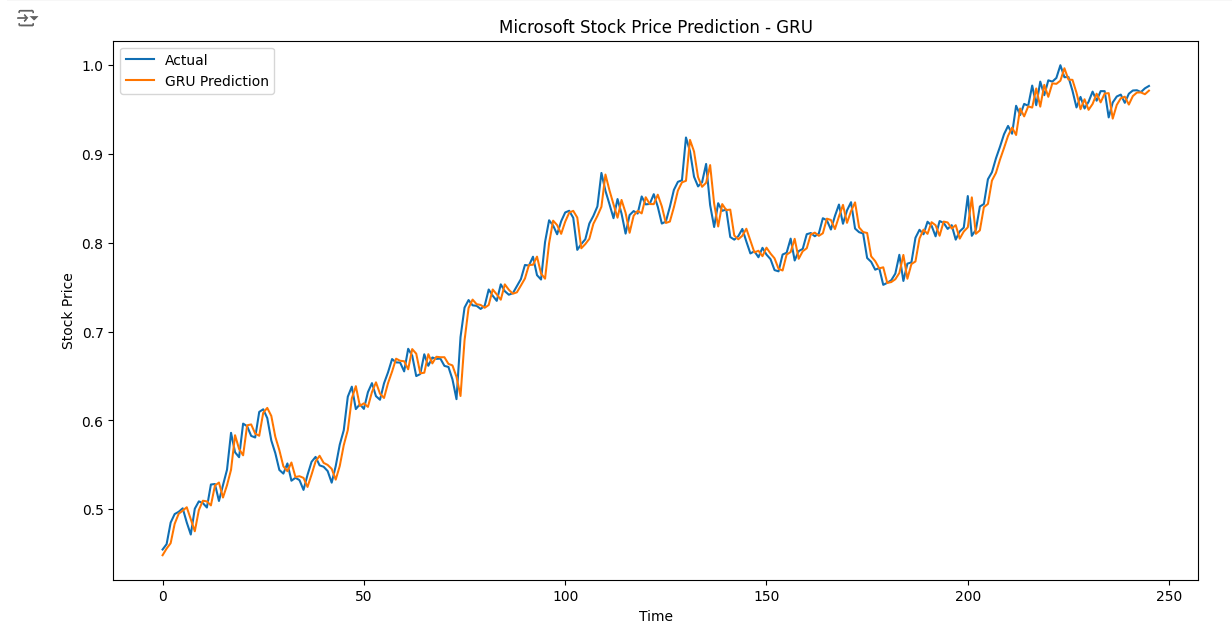 Microsoft Stock Price Prediction - GRU
Actual
GRU Prediction
Stock Price
1.0
0.9
0.8
0.7
0.6
0.5
0
50
100
150
200
250
Time